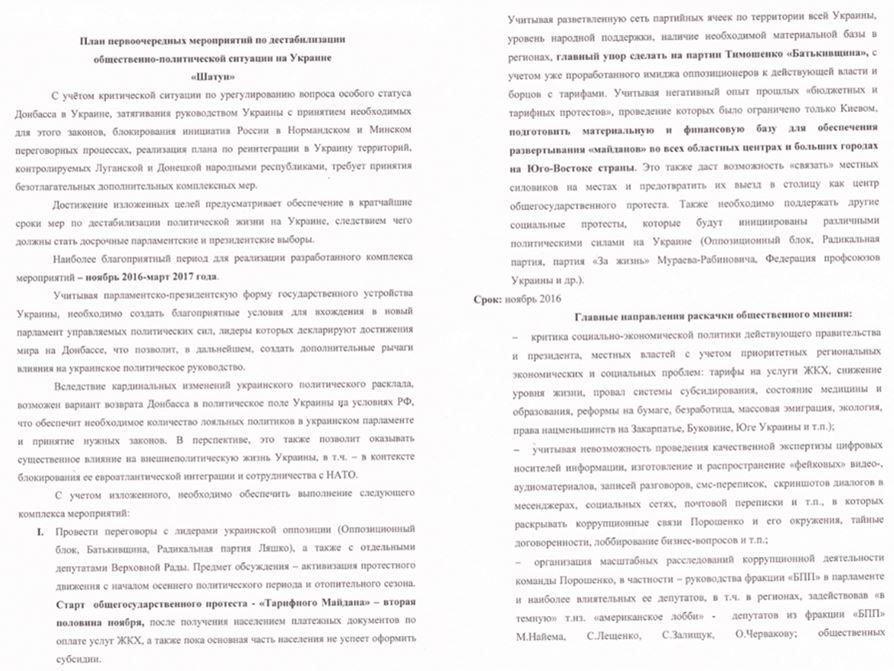 План первоочередных мероприятий по дестабилизации
общественно-политической ситуации на Украине
«Шатун»
С учётом критической ситуации по урегулированию вопроса особого статуса
Донбасса в Украине, затягивания руководством Украины с принятием необходимых
для этого законов, блокирования инициатив России в Нормандском и Минском
переговорных процессах, реализация плана по реинтеграции в Украину территорий,
контролируемых Луганской и Донецкой народными республиками, требует принятия
безотлагательных дополнительных комплексных мер.
Достижение изложенных целей предусматривает обеспечение в кратчайшие
сроки мер по дестабилизации политической жизни на Украине, следствием чего
должны стать досрочные парламентские и президентские выборы.
Наиболее благоприятный период для реализации разработанного комплекса
мероприятий – ноябрь 2016-март 2017 года.
Учитывая парламентско-президентскую форму государственного устройства
Украины, необходимо создать благоприятные условия для вхождения в новый
парламент управляемых политических сил, лидеры которых декларируют достижения
мира на Донбассе, что позволит, в дальнейшем, создать дополнительные рычаги
влияния на украинское политическое руководство.
Вследствие кардинальных изменений украинского политического расклада,
возможен вариант возврата Донбасса в политическое поле Украины на условиях РФ,
что обеспечит необходимое количество лояльных политиков в украинском парламенте
и принятие нужных законов. В перспективе, это также позволит оказывать
существенное влияние на внешнеполитическую жизнь Украины, в т.ч. – в контексте
блокирования ее евроатлантической интеграции и сотрудничества с НАТО.
С учетом изложенного, необходимо обеспечить выполнение следующего
комплекса мероприятий:
I. Провести переговоры с лидерами украинской оппозиции (Оппозиционный
блок, Батькивщина, Радикальная партия Ляшко), а также с отдельными
депутатами Верховной Рады. Предмет обсуждения – активизация протестного
движения с началом осеннего политического периода и отопительного сезона.
Старт общегосударственного протеста - «Тарифного Майдана» – вторая
половина ноября, после получения населением платежных документов по
оплате услуг ЖКХ, а также пока основная часть населения не успеет оформить
субсидии.
Учитывая разветвленную сеть партийных ячеек по территории всей Украины,
уровень народной поддержки, наличие необходимой материальной базы в
регионах, главный упор сделать на партии Тимошенко «Батькивщина», с
учетом уже проработанного имиджа оппозиционеров к действующей власти и
борцов с тарифами. Учитывая негативный опыт прошлых «бюджетных и
тарифных протестов», проведение которых было ограничено только Киевом,
подготовить материальную и финансовую базу для обеспечения
развертывания «майданов» во всех областных центрах и больших городах
на Юго-Востоке страны. Это также даст возможность «связать» местных
силовиков на местах и предотвратить их выезд в столицу как центр
общегосударственного протеста. Также необходимо поддержать другие
социальные протесты, которые будут инициированы различными
политическими силами на Украине (Оппозиционный блок, Радикальная
партия, партия «За жизнь» Мураева-Рабиновича, Федерация профсоюзов
Украины и др.).
Срок: ноябрь 2016
Главные направления раскачки общественного мнения:
– критика социально-экономической политики действующего правительства
и президента, местных властей с учетом приоритетных региональных
экономических и социальных проблем: тарифы на услуги ЖКХ, снижение
уровня жизни, провал системы субсидирования, состояние медицины и
образования, реформы на бумаге, безработица, массовая эмиграция, экология,
права нацменьшинств на Закарпатье, Буковине, Юге Украины и т.п.);
– учитывая невозможность проведения качественной экспертизы цифровых
носителей информации, изготовление и распространение «фейковых» видео-,
аудиоматериалов, записей разговоров, смс-переписок, скриншотов диалогов в
месенджерах, социальных сетях, почтовой переписки и т.п., в которых
раскрывать коррупционные связи Порошенко и его окружения, тайные
договоренности, лоббирование бизнес-вопросов и т.п.;
– организация масштабных расследований коррупционной деятельности
команды Порошенко, в частности – руководства фракции «БПП» в парламенте
и наиболее влиятельных ее депутатов, в т.ч. в регионах, задействовав «в
темную» т.нз. «американское лобби» - депутатов из фракции «БПП»
М.Найема, С.Лещенко, С.Залищук, О.Червакову; общественных